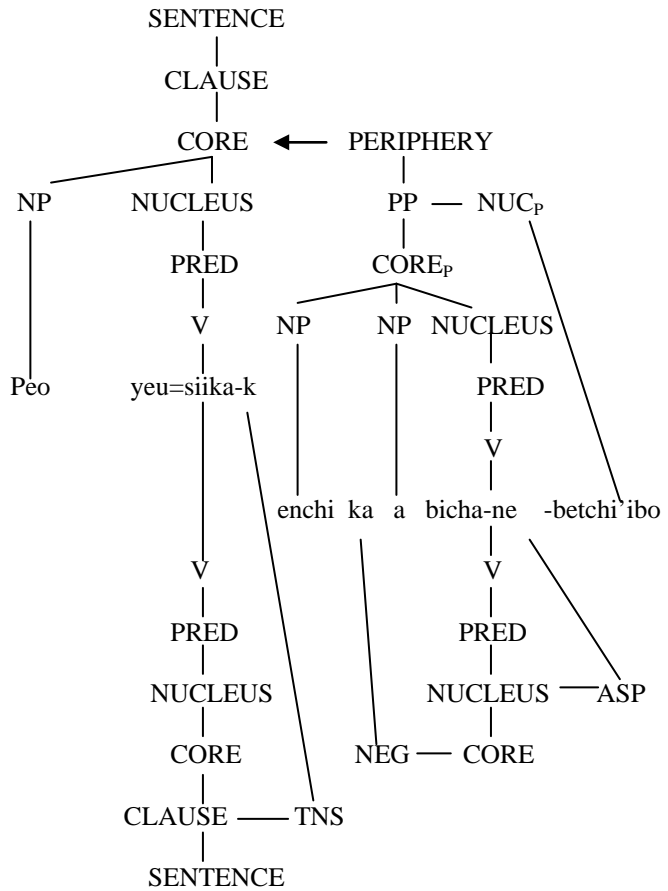 SENTENCE
CLAUSE
CORE PERIPHERY
NP NUCLEUS PP NUCP
PRED COREP
V NP NP NUCLEUS
Peo yeu=siika-k PRED
V
enchi ka a bicha-ne -betchi'ibo
V V
PRED PRED
NUCLEUS NUCLEUS ASP
CORE NEG CORE
CLAUSE TNS
SENTENCE